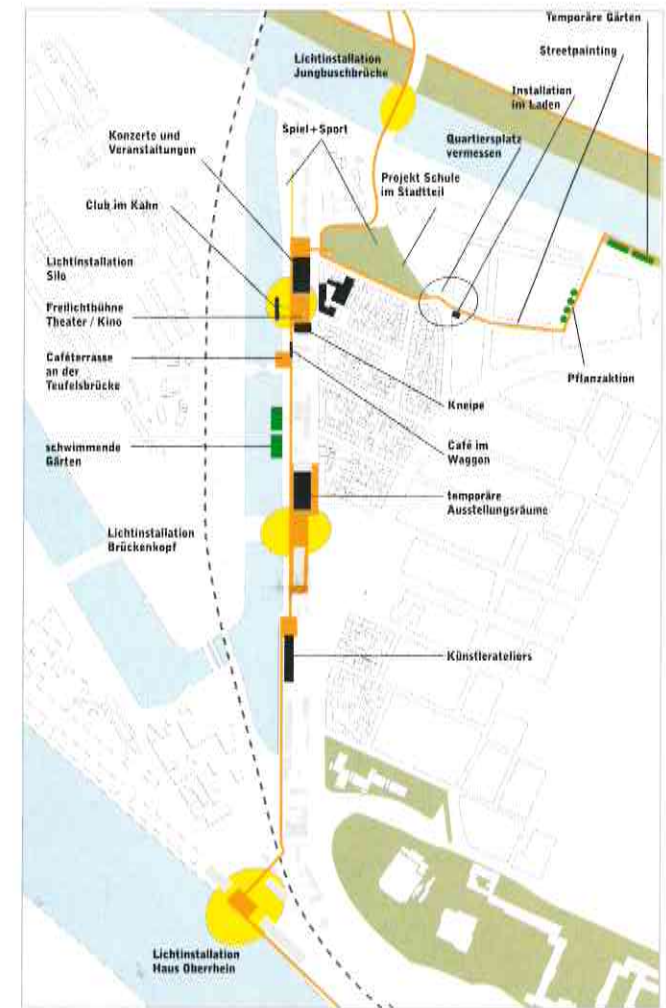 Temporäre Gärten
Streetpainting
Lichtinstallation
Jungbuschbrücke
Installation
im Laden
Konzerte und
Veranstaltungen
Spiel+Sport
Quartiersplatz
vermessen
Projekt Schule
im Stadtteil
Club im Kahn
Lichtinstallation
Silo
Freilichtbühne
Theater / Kino
Caféterrasse
an der
Teufelsbrücke
Pflanzaktion
Kneipe
Café im
Waggon
schwimmende
Gärten
temporäre
Ausstellungsräume
Lichtinstallation
Brückenkopf
Künstlerateliers
Lichtinstallation
Haus Oberrhein